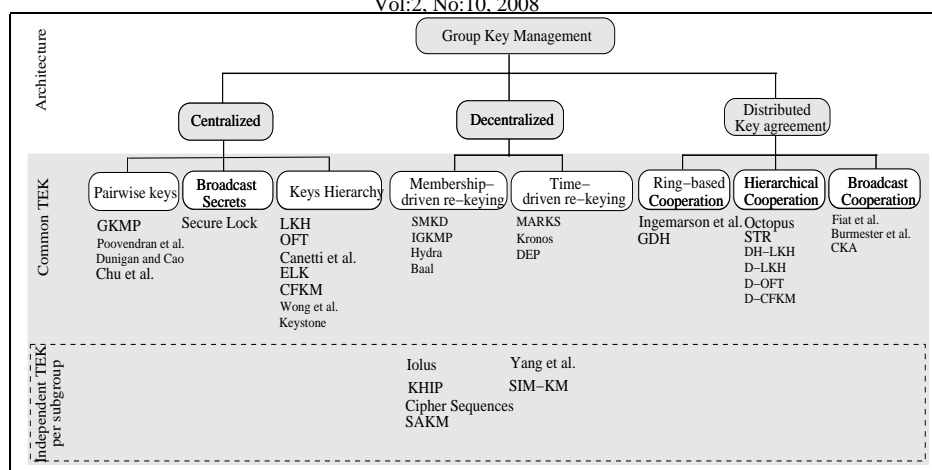 Vol:2, No:10, 2008
Group Key Management
Architecture
Centralized
Decentralized
Distributed
Key agreement
Common TEK
Pairwise keys
Broadcast
Secrets
Keys Hierarchy
Membership–
driven re–keying
Time–
driven re–keying
Ring–based
Cooperation
Hierarchical
Cooperation
Broadcast
Cooperation
GKMP
Poovendran et al.
Dunigan and Cao
Chu et al.
Secure Lock
LKH
OFT
Canetti et al.
ELK
CFKM
Wong et al.
Keystone
SMKD
IGKMP
Hydra
Baal
MARKS
Kronos
DEP
Ingemarson et al.
GDH
Octopus
STR
DH–LKH
D–LKH
D–OFT
D–CFKM
Fiat et al.
Burmester et al.
CKA
Independent TEK
per subgroup
Iolus
KHIP
Cipher Sequences
SAKM
Yang et al.
SIM–KM